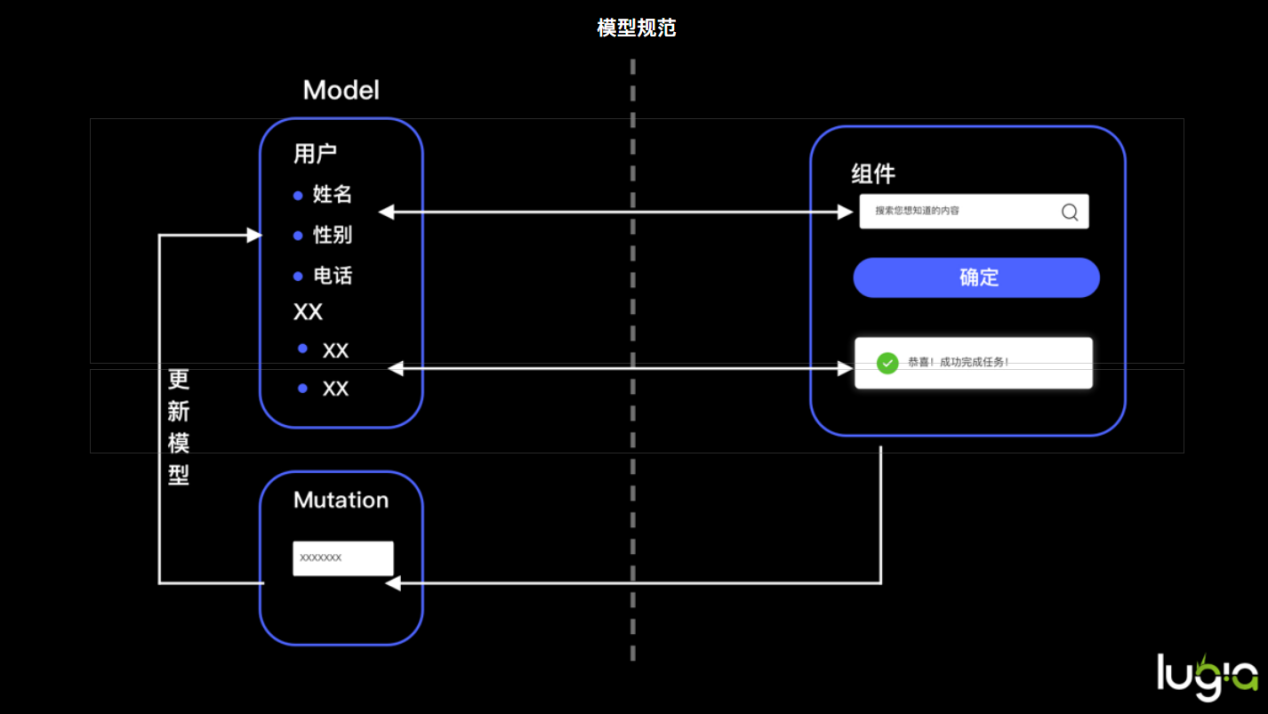 模型规范
Model
用户
姓名
性别
电话
XX
XX
XX
更新模型
Mutation
xxxxxxx
组件
搜索您想知道的内容
确定
恭喜！成功完成任务！
lugia